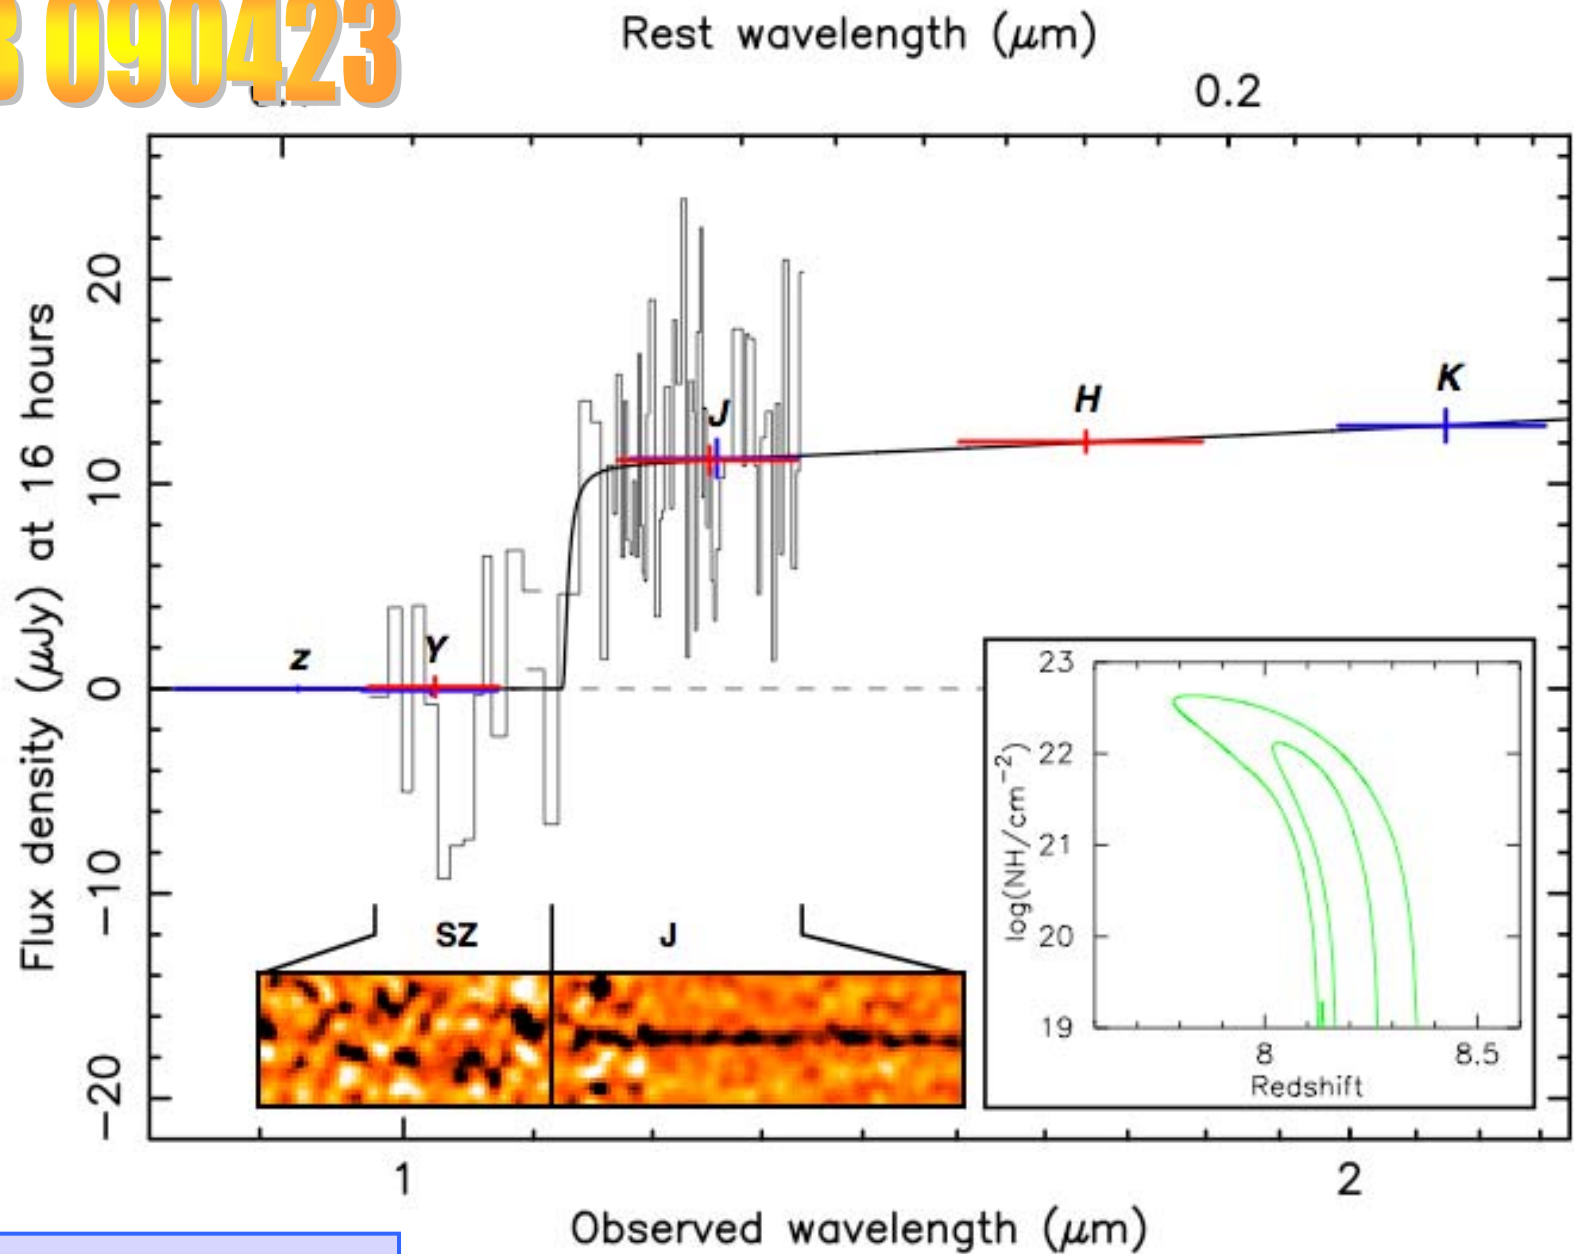 090423
Rest wavelength (μm)
0.2
Flux density (μJy) at 16 hours
20
10
0
−10
−20
z
Y
J
H
K
SZ
J
log(NH/cm⁻²)
23
22
21
20
19
8
8.5
Redshift
1
2
Observed wavelength (μm)